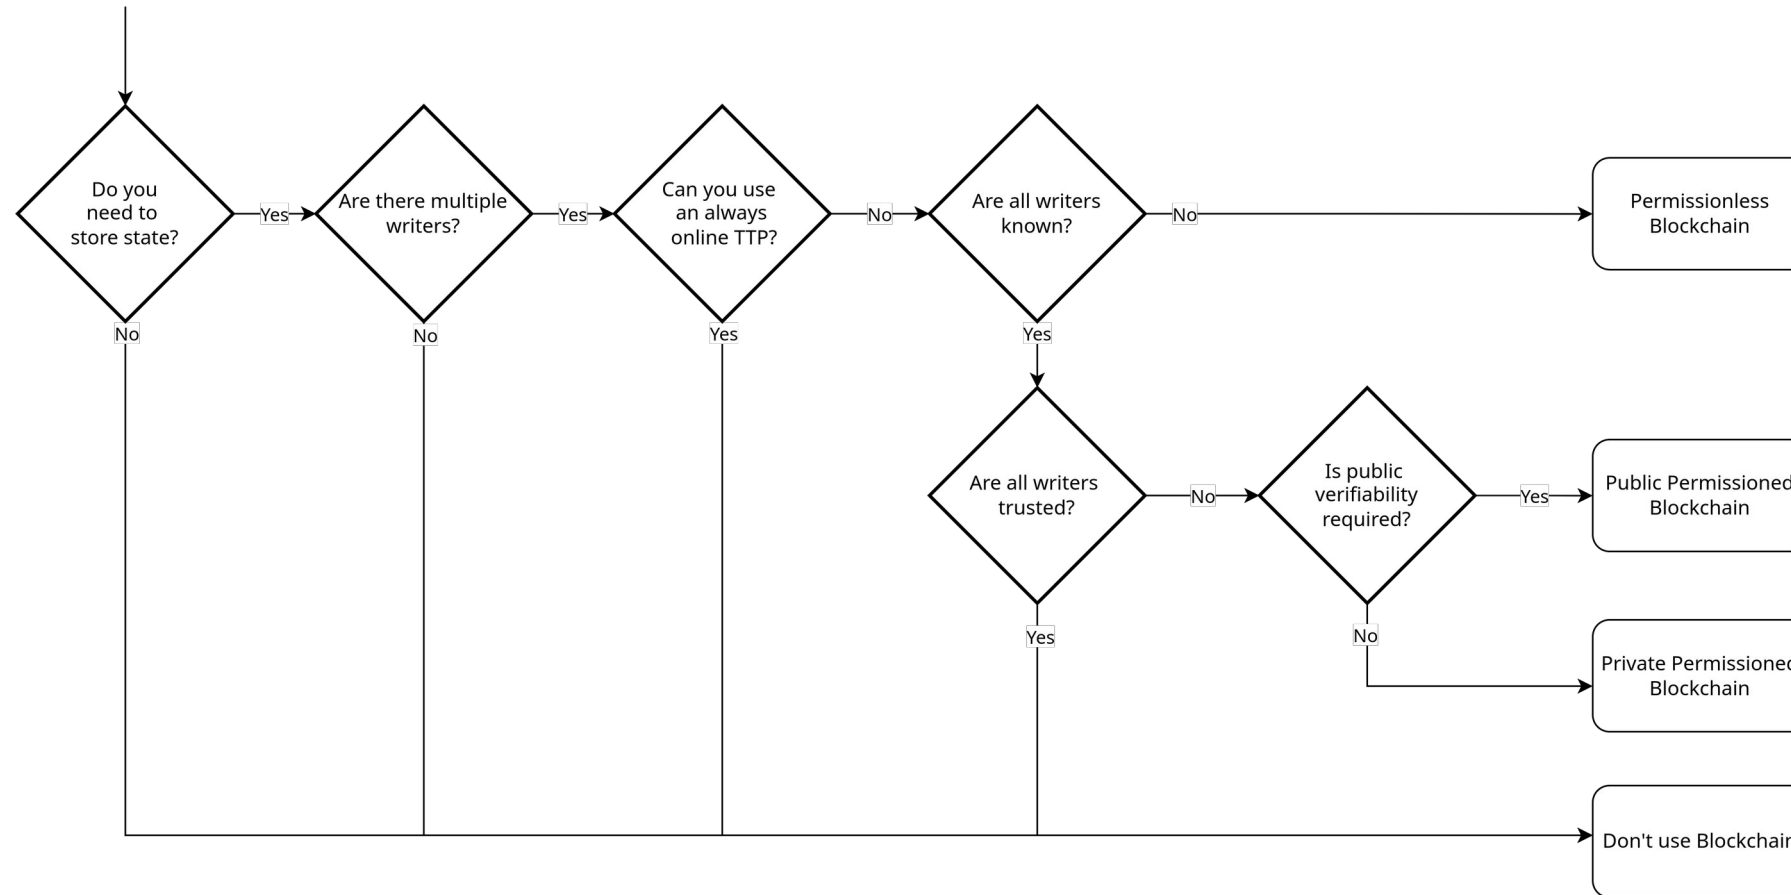 Do you
need to
store state?
Yes
Are there multiple
writers?
Yes
Can you use
an always
online TTP?
No
Are all writers
known?
No
Permissionless
Blockchain
No
No
Yes
Yes
Are all writers
trusted?
No
Is public
verifiability
required?
Yes
Public Permissioned
Blockchain
Yes
No
Private Permissioned
Blockchain
Don't use Blockchain